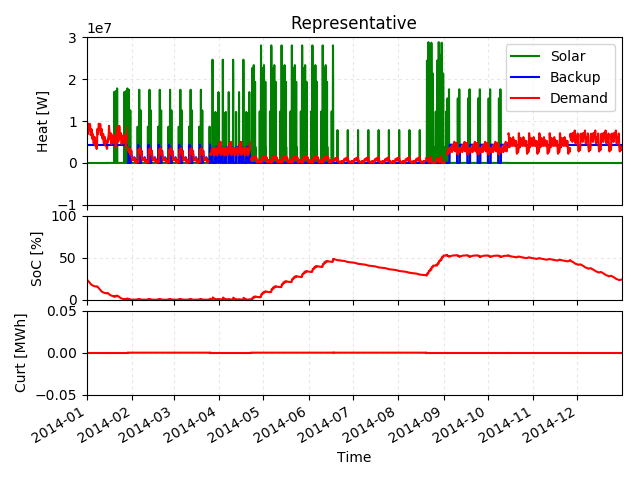 Representative
1e7
Heat [W]
3
2
1
0
−1
Solar
Backup
Demand
SoC [%]
100
50
0
Curt [MWh]
0.05
0.00
−0.05
2014-01
2014-02
2014-03
2014-04
2014-05
2014-06
2014-07
2014-08
2014-09
2014-10
2014-11
2014-12
Time